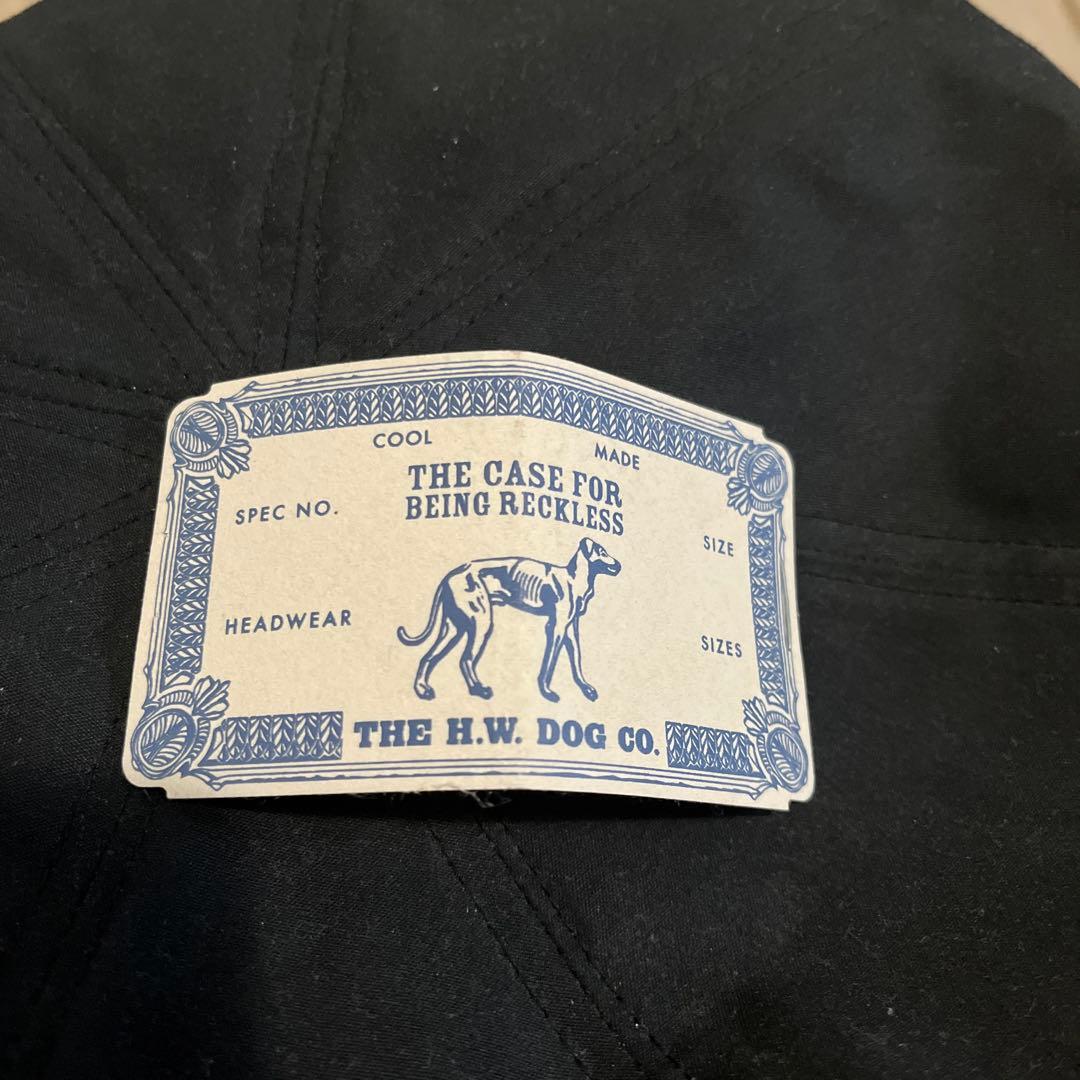 COOL MADE
THE CASE FOR
BEING RECKLESS
SPEC NO.
SIZE
HEADWEAR
SIZES
THE H.W. DOG CO.